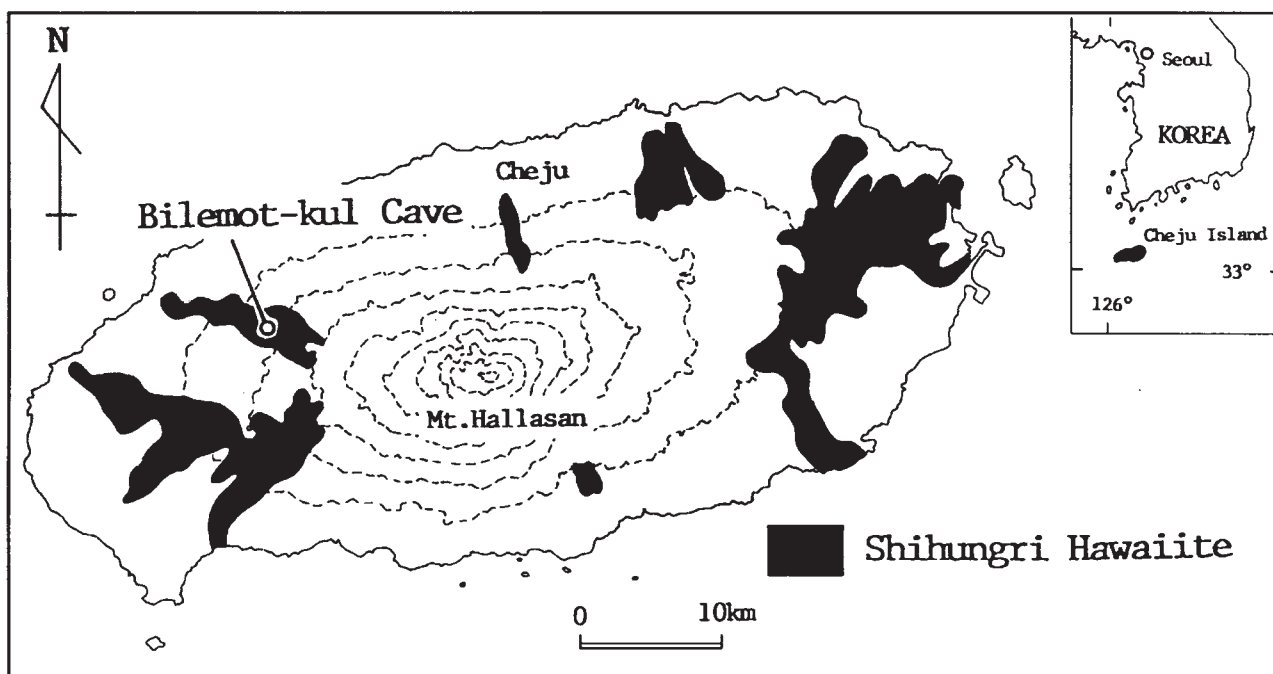 N
Bilemot-kul Cave
Cheju
Mt.Hallasan
Shihungri Hawaiite
0 10km
Seoul
KOREA
Cheju Island
33°
126°